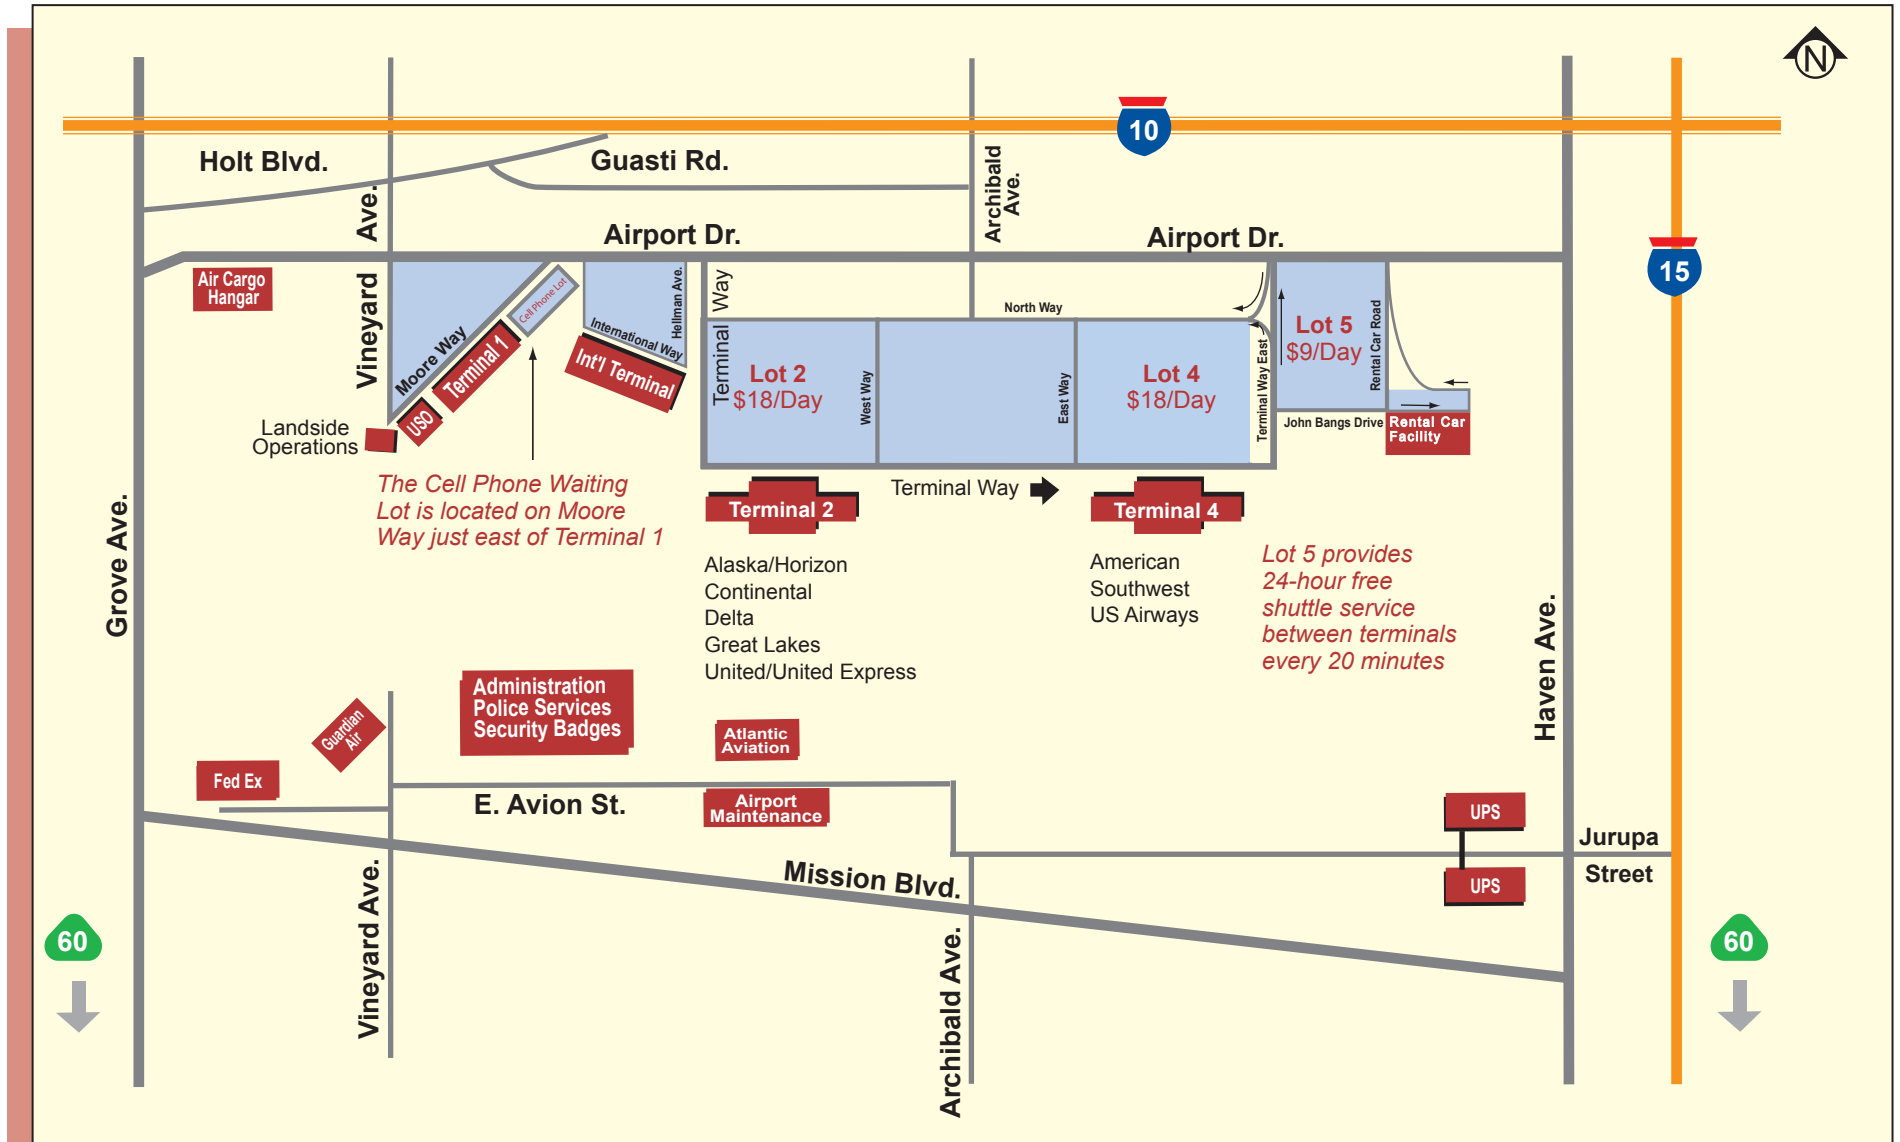 N
10
Holt Blvd.
Guasti Rd.
Archibald
Ave.
Vineyard
Ave.
Airport Dr.
Airport Dr.
15
Air Cargo
Hangar
Cell Phone Lot
Hellman Ave.
International Way
Int'l Terminal
Moore Way
Terminal 1
USO
Landside
Operations
Terminal Way
North Way
Lot 2
$18/Day
West Way
East Way
Lot 4
$18/Day
Terminal Way East
Lot 5
$9/Day
Rental Car Road
John Bangs Drive
Rental Car
Facility
The Cell Phone Waiting
Lot is located on Moore
Way just east of Terminal 1
Terminal Way
Terminal 2
Terminal 4
Alaska/Horizon
Continental
Delta
Great Lakes
United/United Express
American
Southwest
US Airways
Lot 5 provides
24-hour free
shuttle service
between terminals
every 20 minutes
Grove Ave.
Haven Ave.
Administration
Police Services
Security Badges
Guardian
Air
Atlantic
Aviation
Fed Ex
E. Avion St.
Airport
Maintenance
UPS
UPS
Jurupa
Street
Mission Blvd.
Vineyard Ave.
Archibald Ave.
60
60